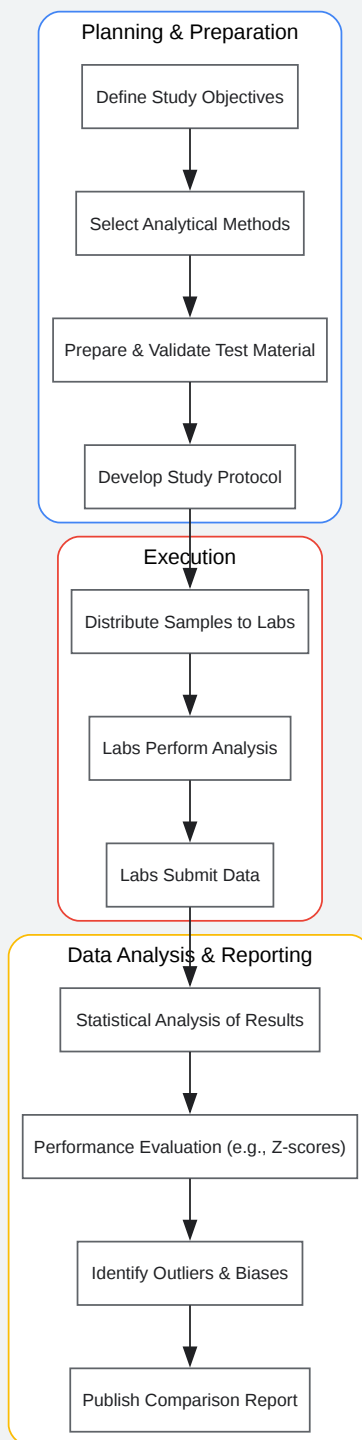 Planning & Preparation
Define Study Objectives
Select Analytical Methods
Prepare & Validate Test Material
Develop Study Protocol
Execution
Distribute Samples to Labs
Labs Perform Analysis
Labs Submit Data
Data Analysis & Reporting
Statistical Analysis of Results
Performance Evaluation (e.g., Z-scores)
Identify Outliers & Biases
Publish Comparison Report